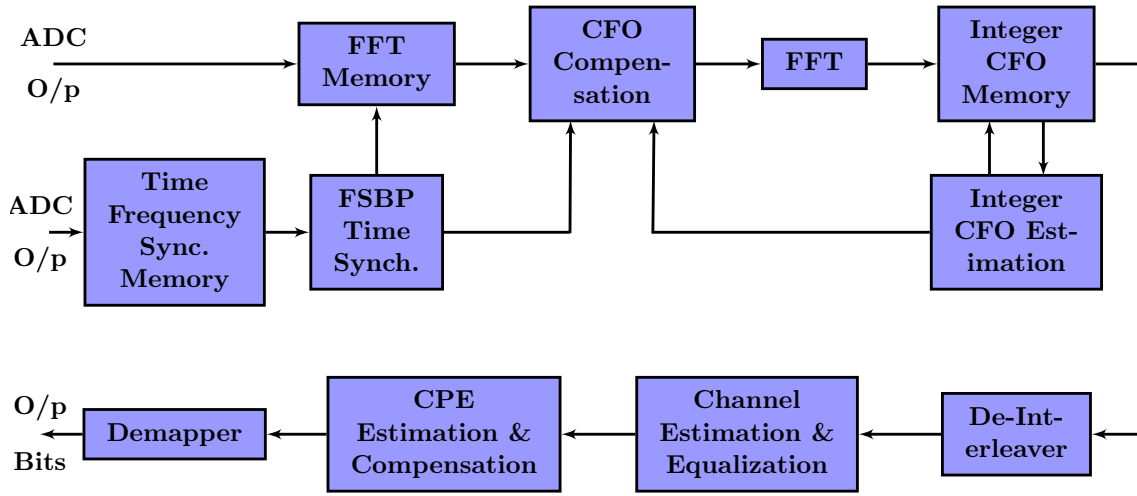 ADC
O/p
FFT
Memory
CFO
Compen-
sation
FFT
Integer
CFO
Memory
ADC
O/p
Time
Frequency
Sync.
Memory
FSBP
Time
Synch.
Integer
CFO Est-
imation
O/p
Bits
Demapper
CPE
Estimation &
Compensation
Channel
Estimation &
Equalization
De-Int-
erleaver